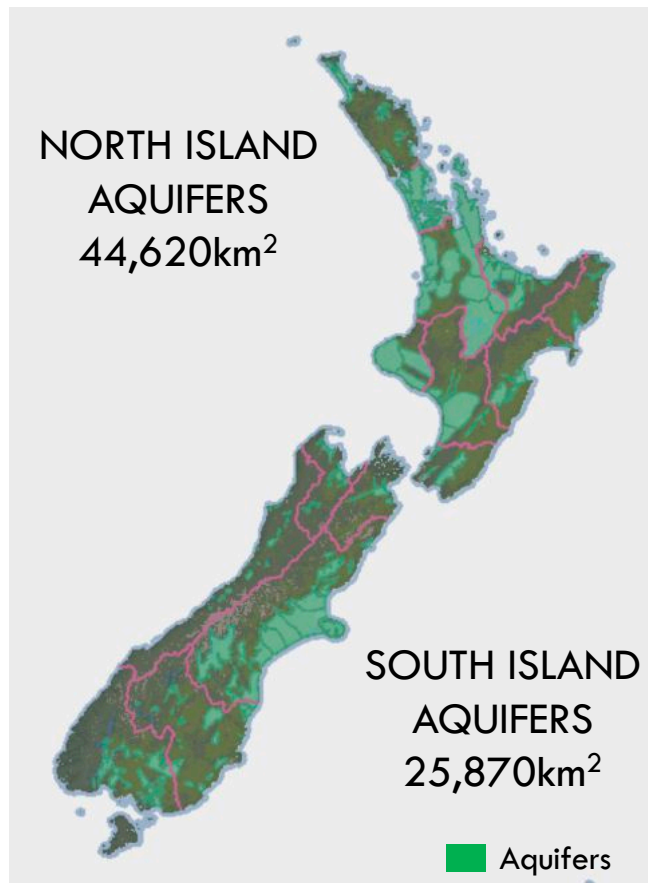 NORTH ISLAND
AQUIFERS
44,620km²
SOUTH ISLAND
AQUIFERS
25,870km²
Aquifers